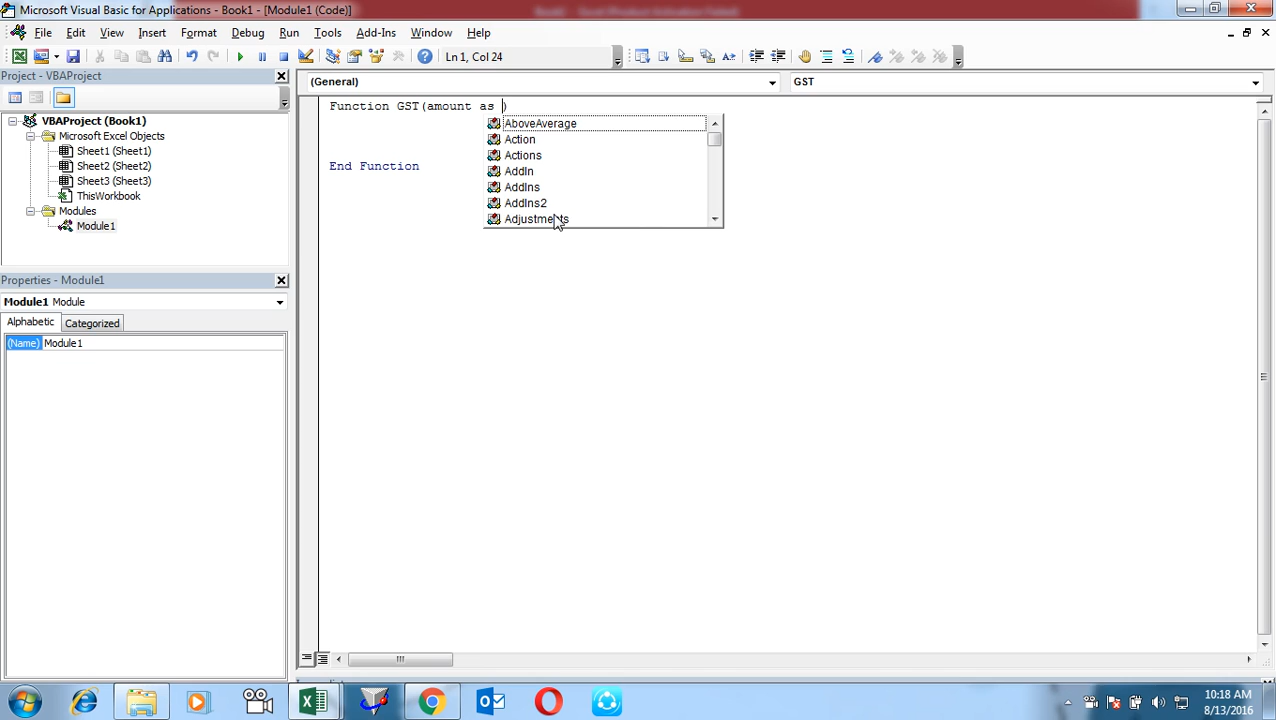 Microsoft Visual Basic for Applications - Book1 - [Module1 (Code)]
File Edit View Insert Format Debug Run Tools Add-Ins Window Help
Ln 1, Col 24
Project - VBAProject
VBAProject (Book1)
Microsoft Excel Objects
Sheet1 (Sheet1)
Sheet2 (Sheet2)
Sheet3 (Sheet3)
ThisWorkbook
Modules
Module1
Properties - Module1
Module1 Module
Alphabetic Categorized
(Name) Module1
(General) GST
Function GST(amount as )
AboveAverage
Action
Actions
AddIn
AddIns
AddIns2
Adjustments
End Function
10:18 AM
8/13/2016